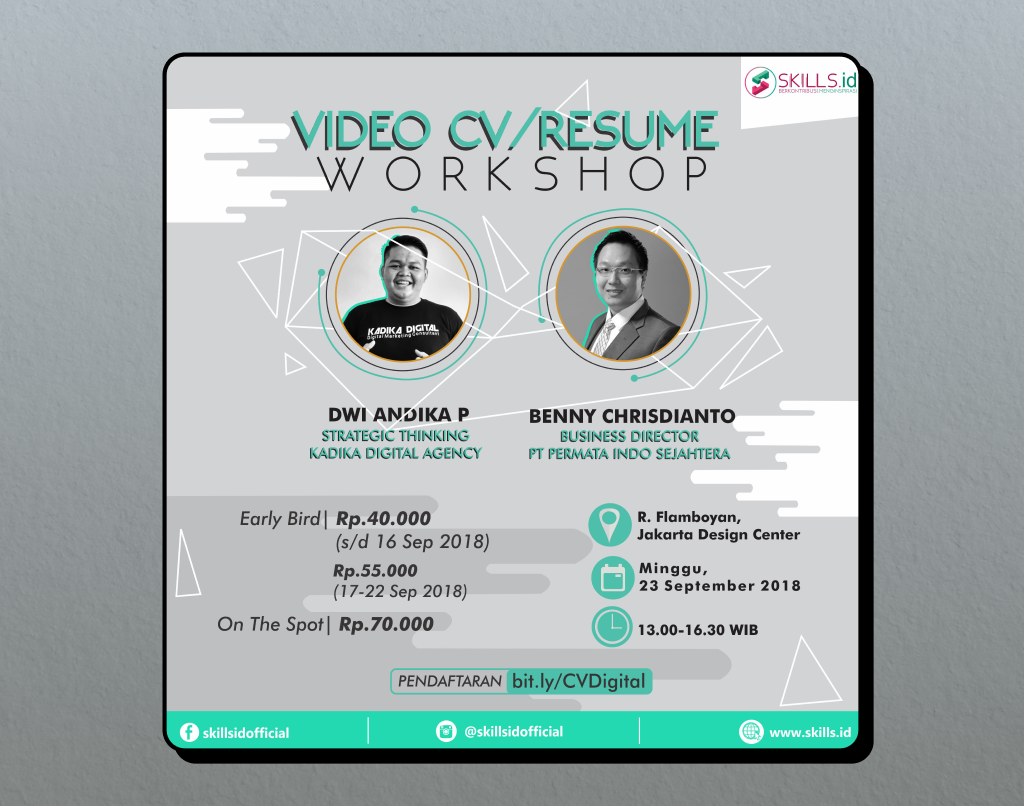 SKILLS.id
BERKONTRIBUSI MENGINSPIRASI
VIDEO CV/RESUME
WORKSHOP
KADIKA DIGITAL
Digital Marketing Consultant
DWI ANDIKA P
STRATEGIC THINKING
KADIKA DIGITAL AGENCY
BENNY CHRISDIANTO
BUSINESS DIRECTOR
PT PERMATA INDO SEJAHTERA
Early Bird| Rp.40.000
(s/d 16 Sep 2018)
Rp.55.000
(17-22 Sep 2018)
On The Spot| Rp.70.000
R. Flamboyan,
Jakarta Design Center
Minggu,
23 September 2018
13.00-16.30 WIB
PENDAFTARAN bit.ly/CVDigital
skillsidofficial
@skillsidofficial
www.skills.id